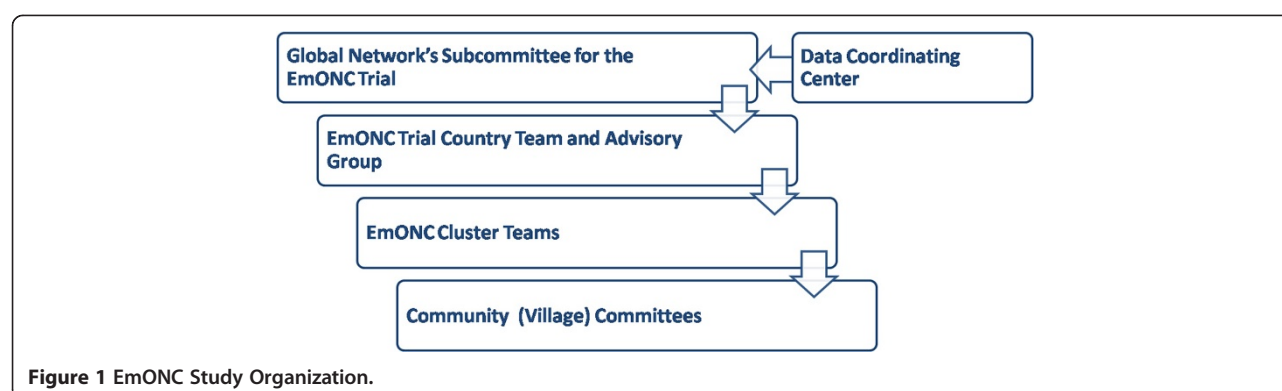 Global Network's Subcommittee for the
EmONC Trial
Data Coordinating
Center
EmONC Trial Country Team and Advisory
Group
EmONC Cluster Teams
Community (Village) Committees
Figure 1 EmONC Study Organization.